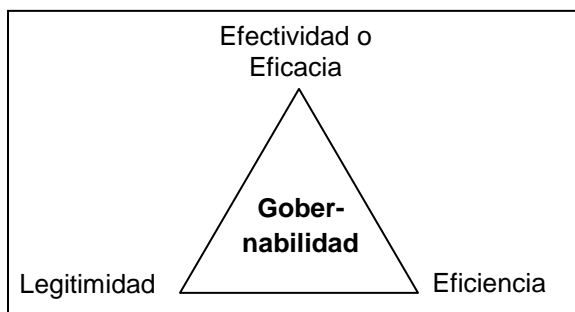 Efectividad o
Eficacia
Gober-
nabilidad
Legitimidad
Eficiencia